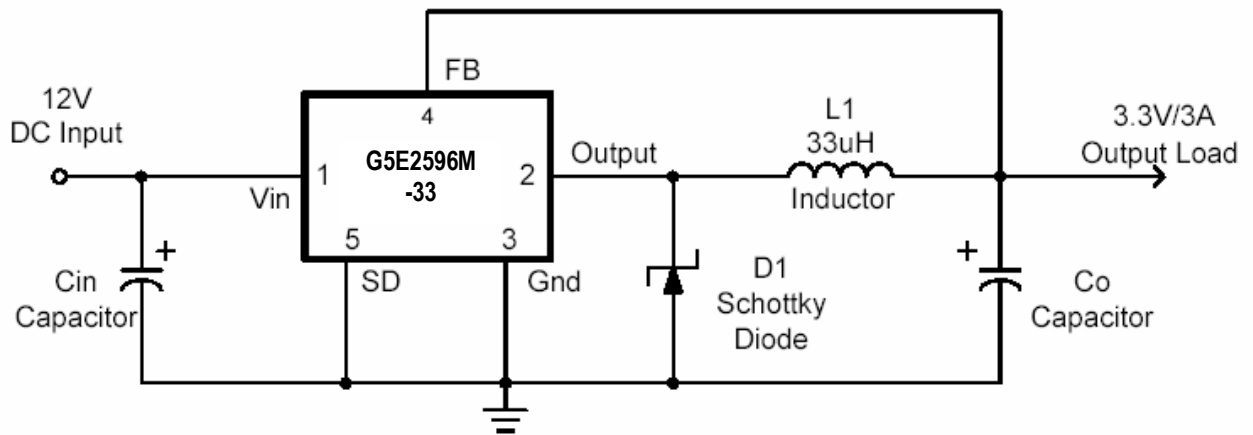 FB
12V
DC Input
4
L1
33uH
3.3V/3A
Output Load
G5E2596M
-33
Output
1
2
Vin
Inductor
5
3
SD
Gnd
+
Cin
Capacitor
D1
Schottky
Diode
+
Co
Capacitor